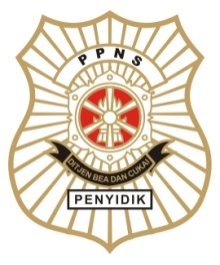 PPNS
DITJEN BEA DAN CUKAI
PENYIDIK